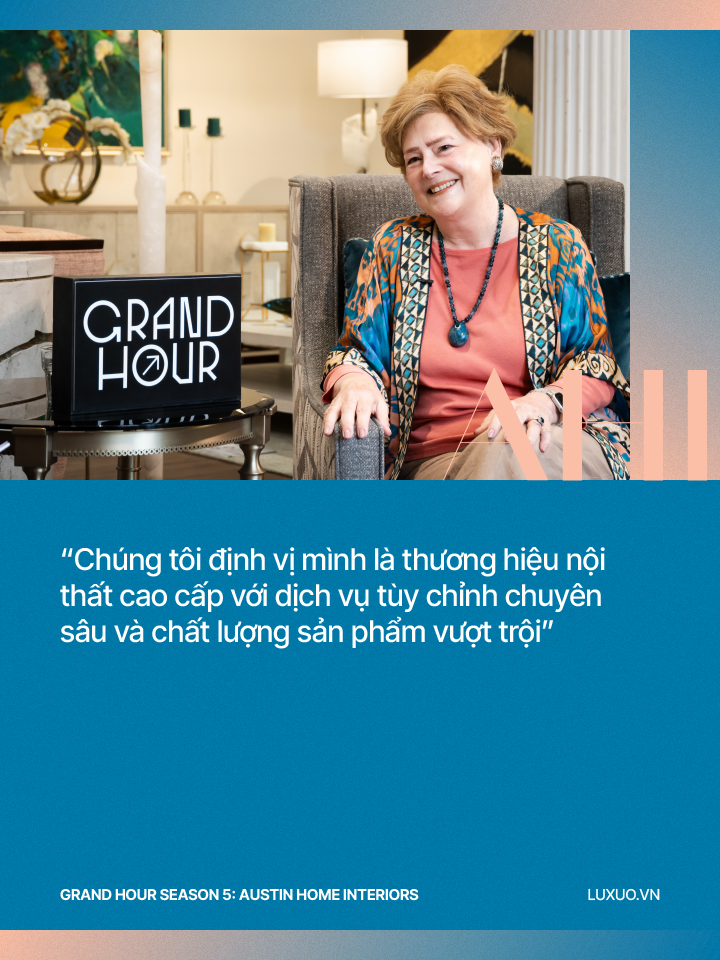 GRAND
HOUR
AHI
“Chúng tôi định vị mình là thương hiệu nội
thất cao cấp với dịch vụ tùy chỉnh chuyên
sâu và chất lượng sản phẩm vượt trội”
GRAND HOUR SEASON 5: AUSTIN HOME INTERIORS
LUXUO.VN